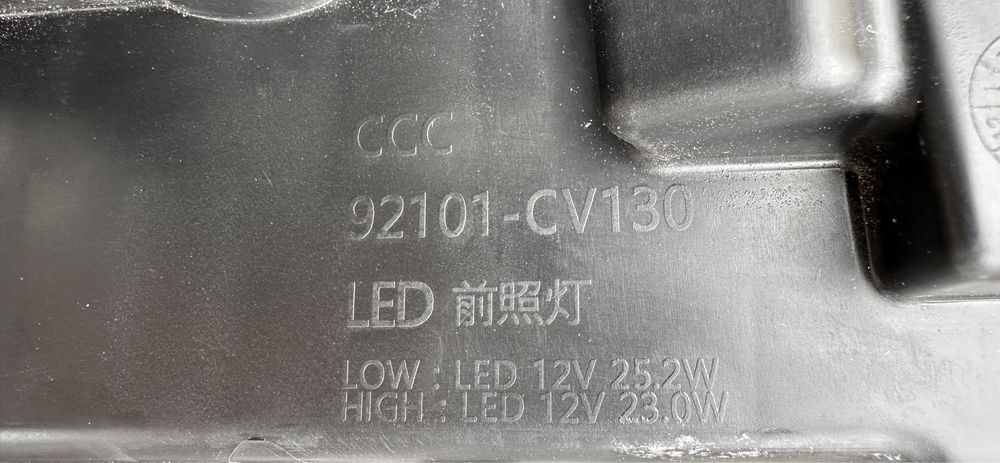 CCC
92101-CV130
LED 前照灯
LOW : LED 12V 25.2W
HIGH : LED 12V 23.0W